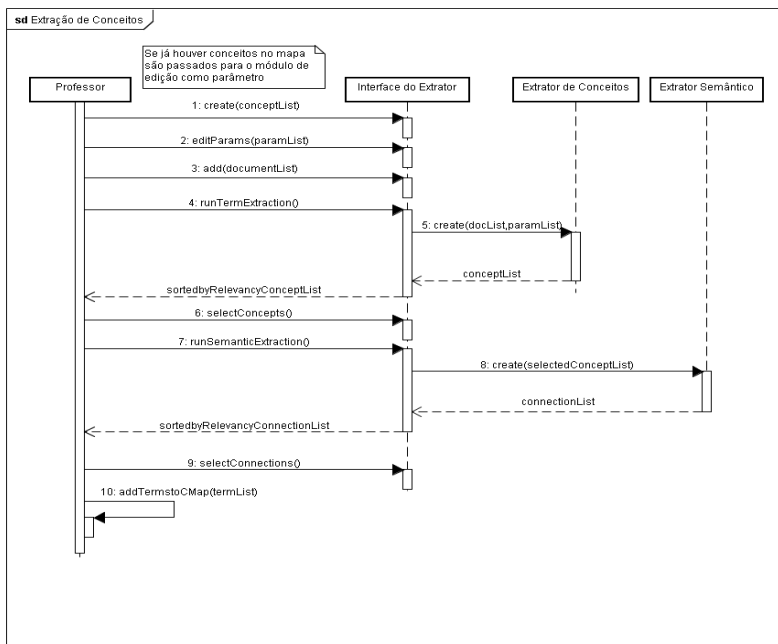 sd Extração de Conceitos
Se já houver conceitos no mapa
são passados para o módulo de
edição como parâmetro
Professor
Interface do Extrator
Extrator de Conceitos
Extrator Semântico
1: create(conceptList)
2: editParams(paramList)
3: add(documentList)
4: runTermExtraction()
5: create(docList,paramList)
conceptList
sortedbyRelevancyConceptList
6: selectConcepts()
7: runSemanticExtraction()
8: create(selectedConceptList)
connectionList
sortedbyRelevancyConnectionList
9: selectConnections()
10: addTermstoCMap(termList)